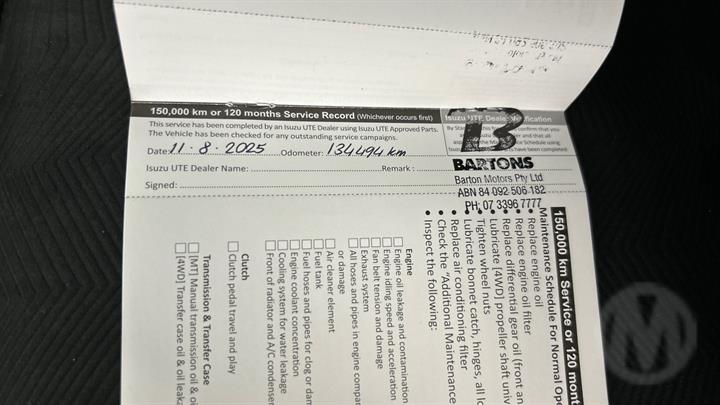 150,000 km or 120 months Service Record (Whichever occurs first)
This service has been completed by an Isuzu UTE Dealer using Isuzu UTE Approved Parts.
The Vehicle has been checked for any outstanding service campaigns.
Date: 11 · 8 · 2025 Odometer: 134494 km
Isuzu UTE Dealer Name: Remark:
Signed:
Isuzu UTE Dealer Verification
BARTONS
Barton Motors Pty Ltd
ABN 84 092 506 182
PH: 07 3396 7777
150,000 km Service or 120 mont
Maintenance Schedule For Normal Op
• Replace engine oil
• Replace engine oil filter
• Replace differential gear oil (front an
• Lubricate [4WD] propeller shaft univ
• Tighten wheel nuts
• Lubricate bonnet catch, hinges, all lo
• Replace air conditioning filter
• Check the "Additional Maintenance
• Inspect the following:
Engine
Engine oil leakage and contamination
Engine idling speed and acceleration
Fan belt tension and damage
Exhaust system
All hoses and pipes in engine compar
or damage
Air cleaner element
Fuel tank
Fuel hoses and pipes for clog or dam
Engine coolant concentration
Cooling system for water leakage
Front of radiator and A/C condenser
Clutch
Clutch pedal travel and play
Transmission & Transfer Case
[MT] Manual transmission oil & oi
[4WD] Transfer case oil & oil leaka